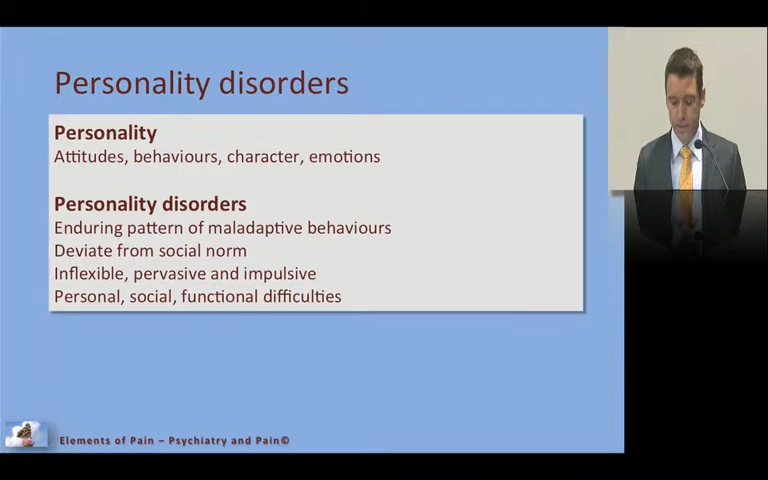 Personality disorders
Personality
Attitudes, behaviours, character, emotions
Personality disorders
Enduring pattern of maladaptive behaviours
Deviate from social norm
Inflexible, pervasive and impulsive
Personal, social, functional difficulties
Elements of Pain – Psychiatry and Pain©